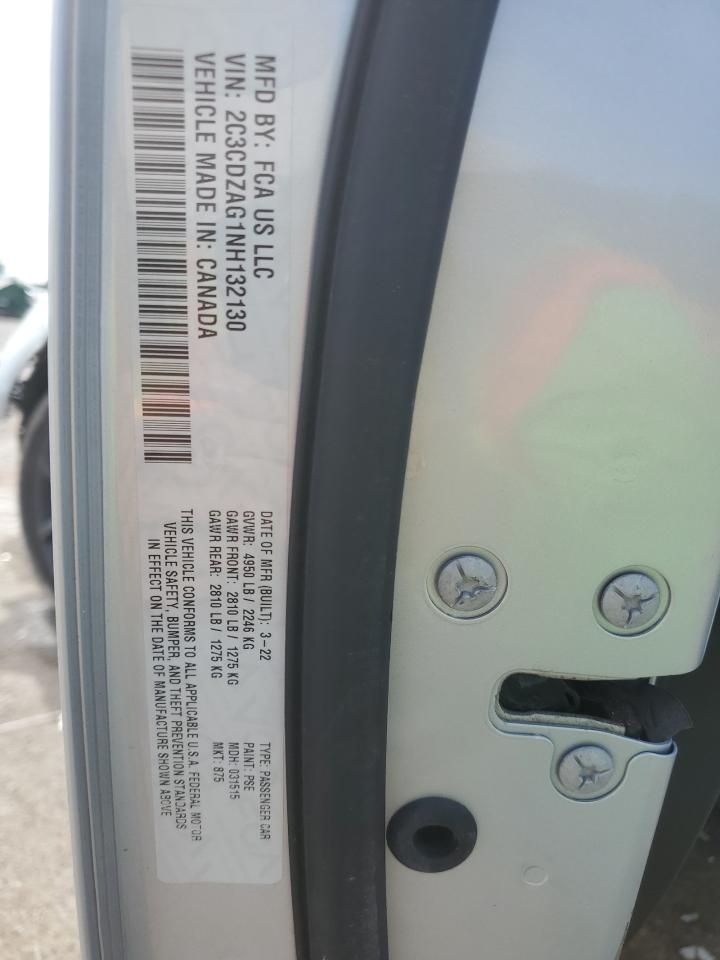 MFD BY: FCA US LLC
VIN: 2C3CDZAG1NH132130
VEHICLE MADE IN: CANADA
DATE OF MFR (BUILT): 3-22
GVWR: 4950 LB / 2246 KG
GAWR FRONT: 2810 LB / 1275 KG
GAWR REAR: 2810 LB / 1275 KG
TYPE: PASSENGER CAR
PAINT: PSE
MDH: 031515
MKT: 875
THIS VEHICLE CONFORMS TO ALL APPLICABLE U.S.A. FEDERAL MOTOR
VEHICLE SAFETY, BUMPER, AND THEFT PREVENTION STANDARDS
IN EFFECT ON THE DATE OF MANUFACTURE SHOWN ABOVE